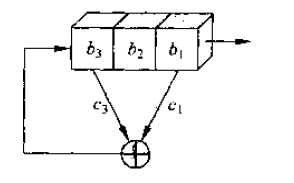 b₃ b₂ b₁
c₃ c₁